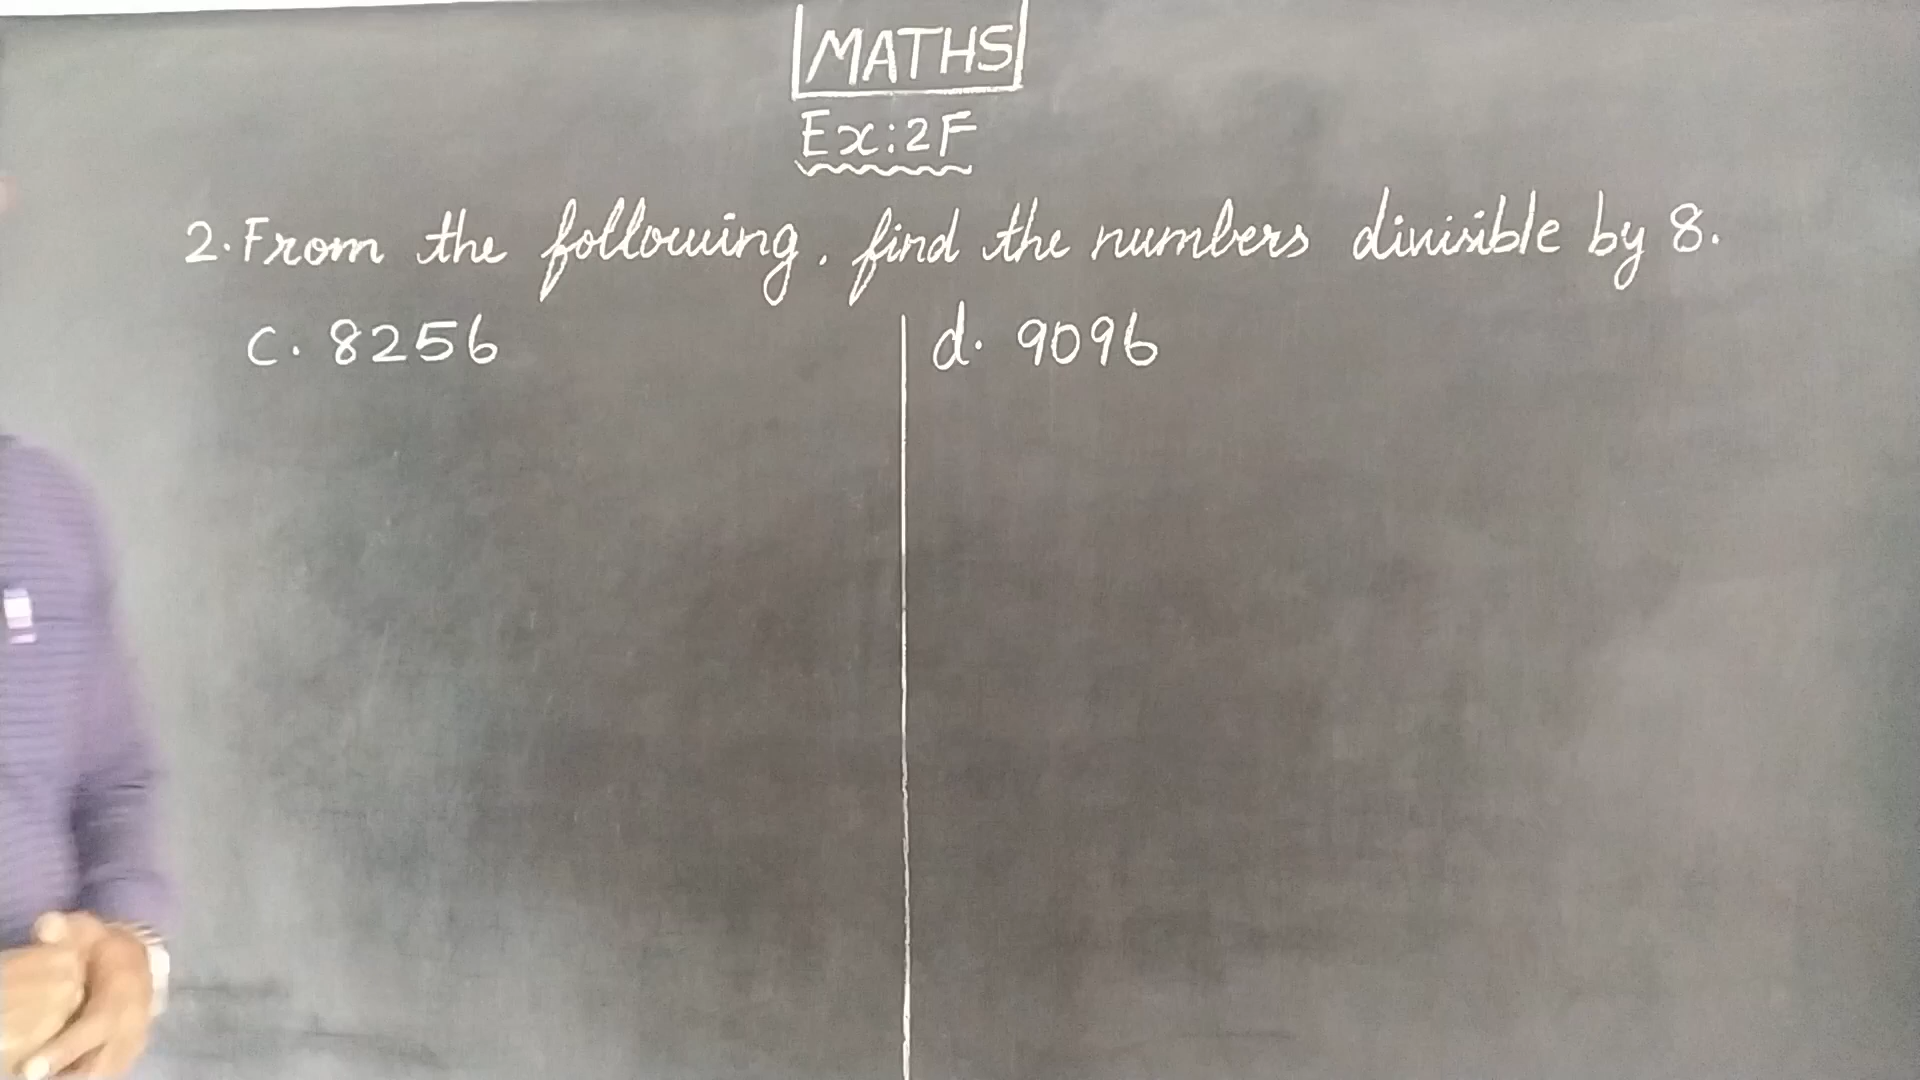 MATHS
Ex:2F
2. From the following, find the numbers divisible by 8.
c. 8256
d. 9096